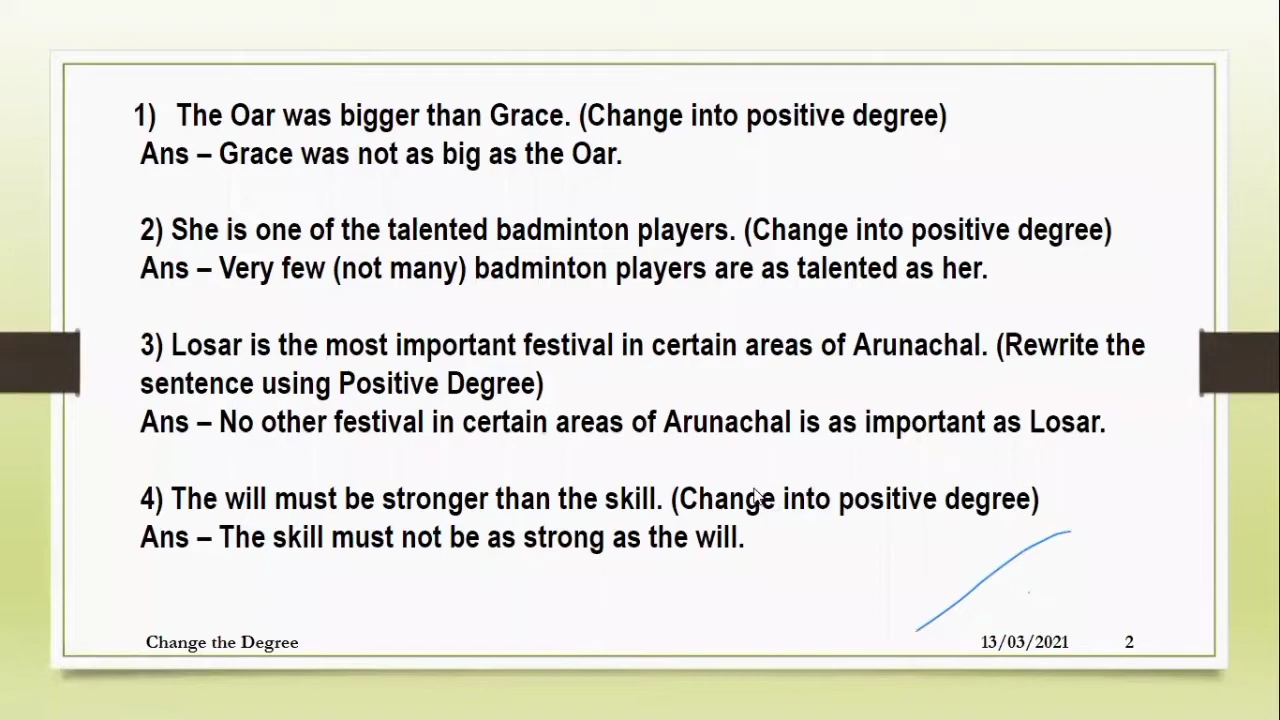 1) The Oar was bigger than Grace. (Change into positive degree)
Ans – Grace was not as big as the Oar.
2) She is one of the talented badminton players. (Change into positive degree)
Ans – Very few (not many) badminton players are as talented as her.
3) Losar is the most important festival in certain areas of Arunachal. (Rewrite the
sentence using Positive Degree)
Ans – No other festival in certain areas of Arunachal is as important as Losar.
4) The will must be stronger than the skill. (Change into positive degree)
Ans – The skill must not be as strong as the will.
Change the Degree 13/03/2021 2